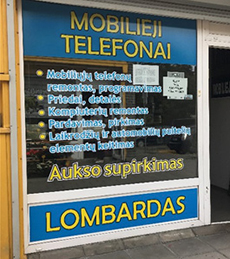 MOBILIEJI
TELEFONAI
Mobiliųjų telefonų
remontas, programavimas
Priedai, detalės
Kompiuterių remontas
Pardavimas, pirkimas
Laikrodžių ir automobilių pultelių
elementų keitimas
Aukso supirkimas
LOMBARDAS